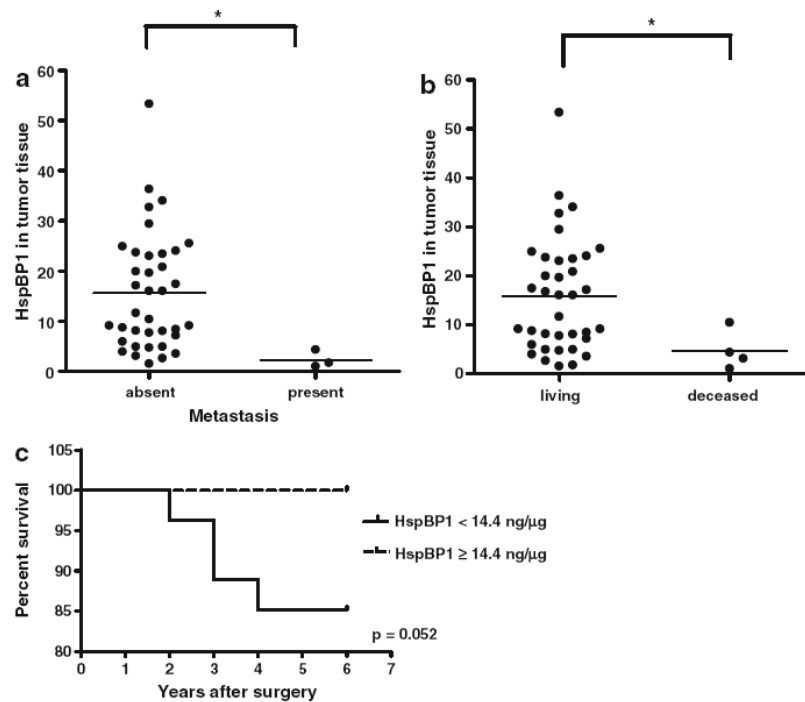 *
a
60
50
40
30
20
10
0
HspBP1 in tumor tissue
absent
present
Metastasis
*
b
60
50
40
30
20
10
0
HspBP1 in tumor tissue
living
deceased
c
105
100
95
90
85
80
Percent survival
0 1 2 3 4 5 6 7
Years after surgery
HspBP1 < 14.4 ng/μg
HspBP1 ≥ 14.4 ng/μg
p = 0.052